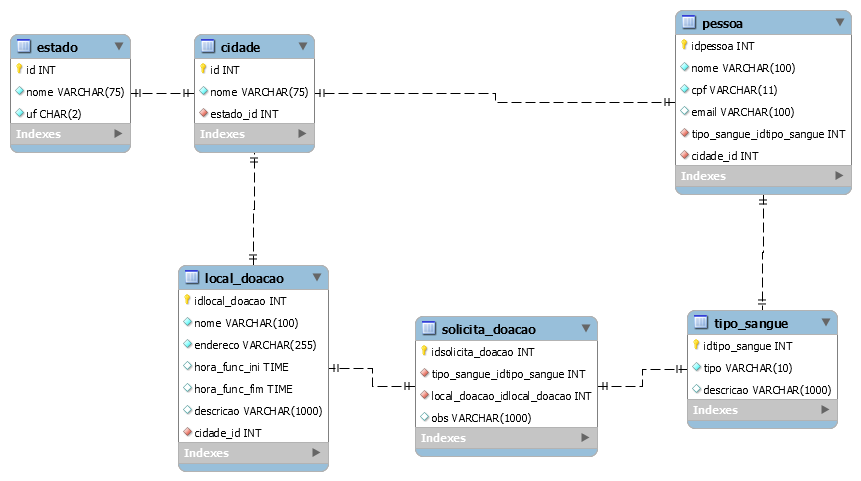 estado
id INT
nome VARCHAR(75)
uf CHAR(2)
Indexes
cidade
id INT
nome VARCHAR(75)
estado_id INT
Indexes
pessoa
idpessoa INT
nome VARCHAR(100)
cpf VARCHAR(11)
email VARCHAR(100)
tipo_sangue_idtipo_sangue INT
cidade_id INT
Indexes
local_doacao
idlocal_doacao INT
nome VARCHAR(100)
endereco VARCHAR(255)
hora_func_ini TIME
hora_func_fim TIME
descricao VARCHAR(1000)
cidade_id INT
Indexes
solicita_doacao
idsolicita_doacao INT
tipo_sangue_idtipo_sangue INT
local_doacao_idlocal_doacao INT
obs VARCHAR(1000)
Indexes
tipo_sangue
idtipo_sangue INT
tipo VARCHAR(10)
descricao VARCHAR(1000)
Indexes